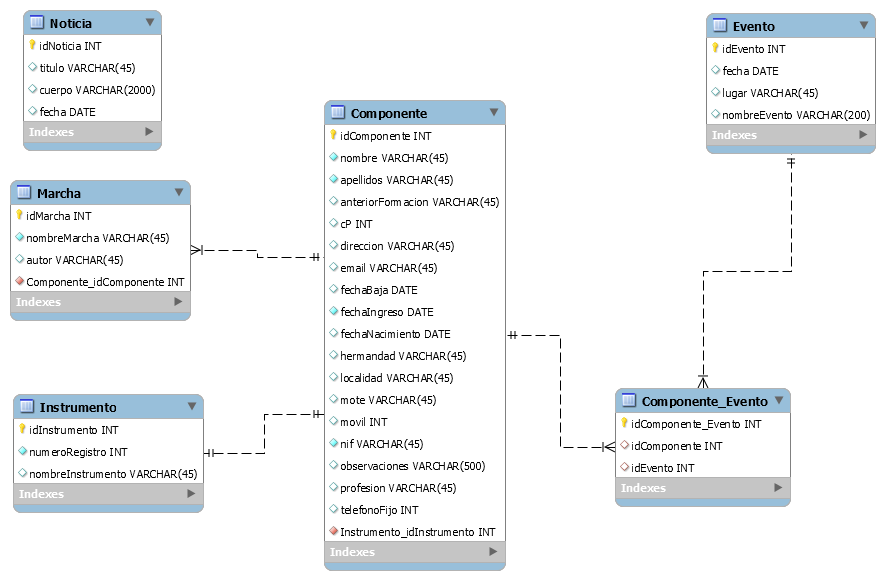 Noticia
idNoticia INT
titulo VARCHAR(45)
cuerpo VARCHAR(2000)
fecha DATE
Indexes
Marcha
idMarcha INT
nombreMarcha VARCHAR(45)
autor VARCHAR(45)
Componente_idComponente INT
Indexes
Instrumento
idInstrumento INT
numeroRegistro INT
nombreInstrumento VARCHAR(45)
Indexes
Componente
idComponente INT
nombre VARCHAR(45)
apellidos VARCHAR(45)
anteriorFormacion VARCHAR(45)
cP INT
direccion VARCHAR(45)
email VARCHAR(45)
fechaBaja DATE
fechaIngreso DATE
fechaNacimiento DATE
hermandad VARCHAR(45)
localidad VARCHAR(45)
mote VARCHAR(45)
movil INT
nif VARCHAR(45)
observaciones VARCHAR(500)
profesion VARCHAR(45)
telefonoFijo INT
Instrumento_idInstrumento INT
Indexes
Evento
idEvento INT
fecha DATE
lugar VARCHAR(45)
nombreEvento VARCHAR(200)
Indexes
Componente_Evento
idComponente_Evento INT
idComponente INT
idEvento INT
Indexes